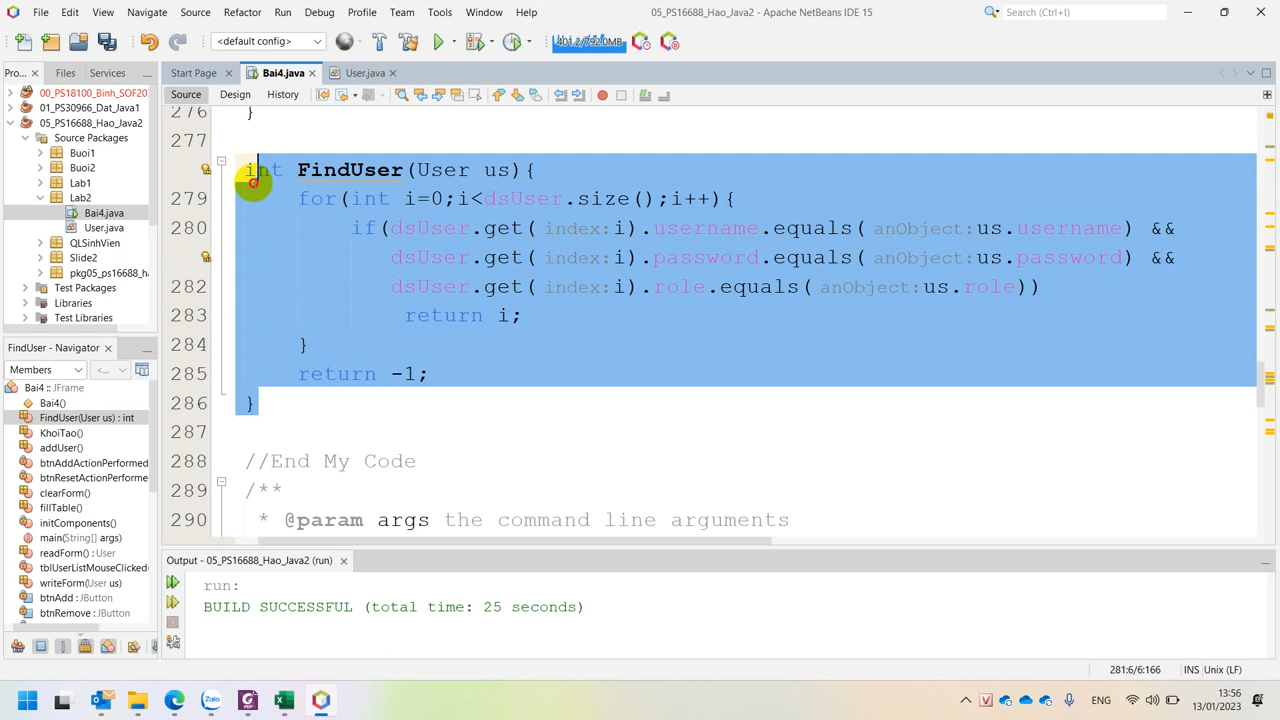 File Edit View Navigate Source Refactor Run Debug Profile Team Tools Window Help 05_PS16688_Hao_Java2 - Apache NetBeans IDE 15 Search (Ctrl+I)
<default config> 401.2/792.0MB
Pro... Files Services Start Page Bai4.java User.java
00_PS18100_Binh_SOF20 Source Design History
01_PS30966_Dat_Java1 276 }
05_PS16688_Hao_Java2 277
Source Packages
Buoi1 int FindUser(User us){
Buoi2 279 for(int i=0;i<dsUser.size();i++){
Lab1
Lab2 280 if(dsUser.get(index:i).username.equals(anObject:us.username) &&
Bai4.java
User.java dsUser.get(index:i).password.equals(anObject:us.password) &&
QLSinhVien
Slide2 282 dsUser.get(index:i).role.equals(anObject:us.role))
pkg05_ps16688_h
Test Packages
Libraries 283 return i;
Test Libraries
284 }
FindUser - Navigator
Members <...> 285 return -1;
Bai4 :: JFrame
Bai4() 286 }
FindUser(User us) : int
KhoiTao() 287
addUser()
btnAddActionPerformed 288 //End My Code
btnResetActionPerformed
clearForm() 289 /**
fillTable()
initComponents() 290 * @param args the command line arguments
main(String[] args)
readForm() : User Output - 05_PS16688_Hao_Java2 (run)
tblUserListMouseClicked
writeForm(User us) run:
btnAdd : JButton BUILD SUCCESSFUL (total time: 25 seconds)
btnRemove : JButton
281:6/6:166 INS Unix (LF)
Zalo ENG 13:56
13/01/2023